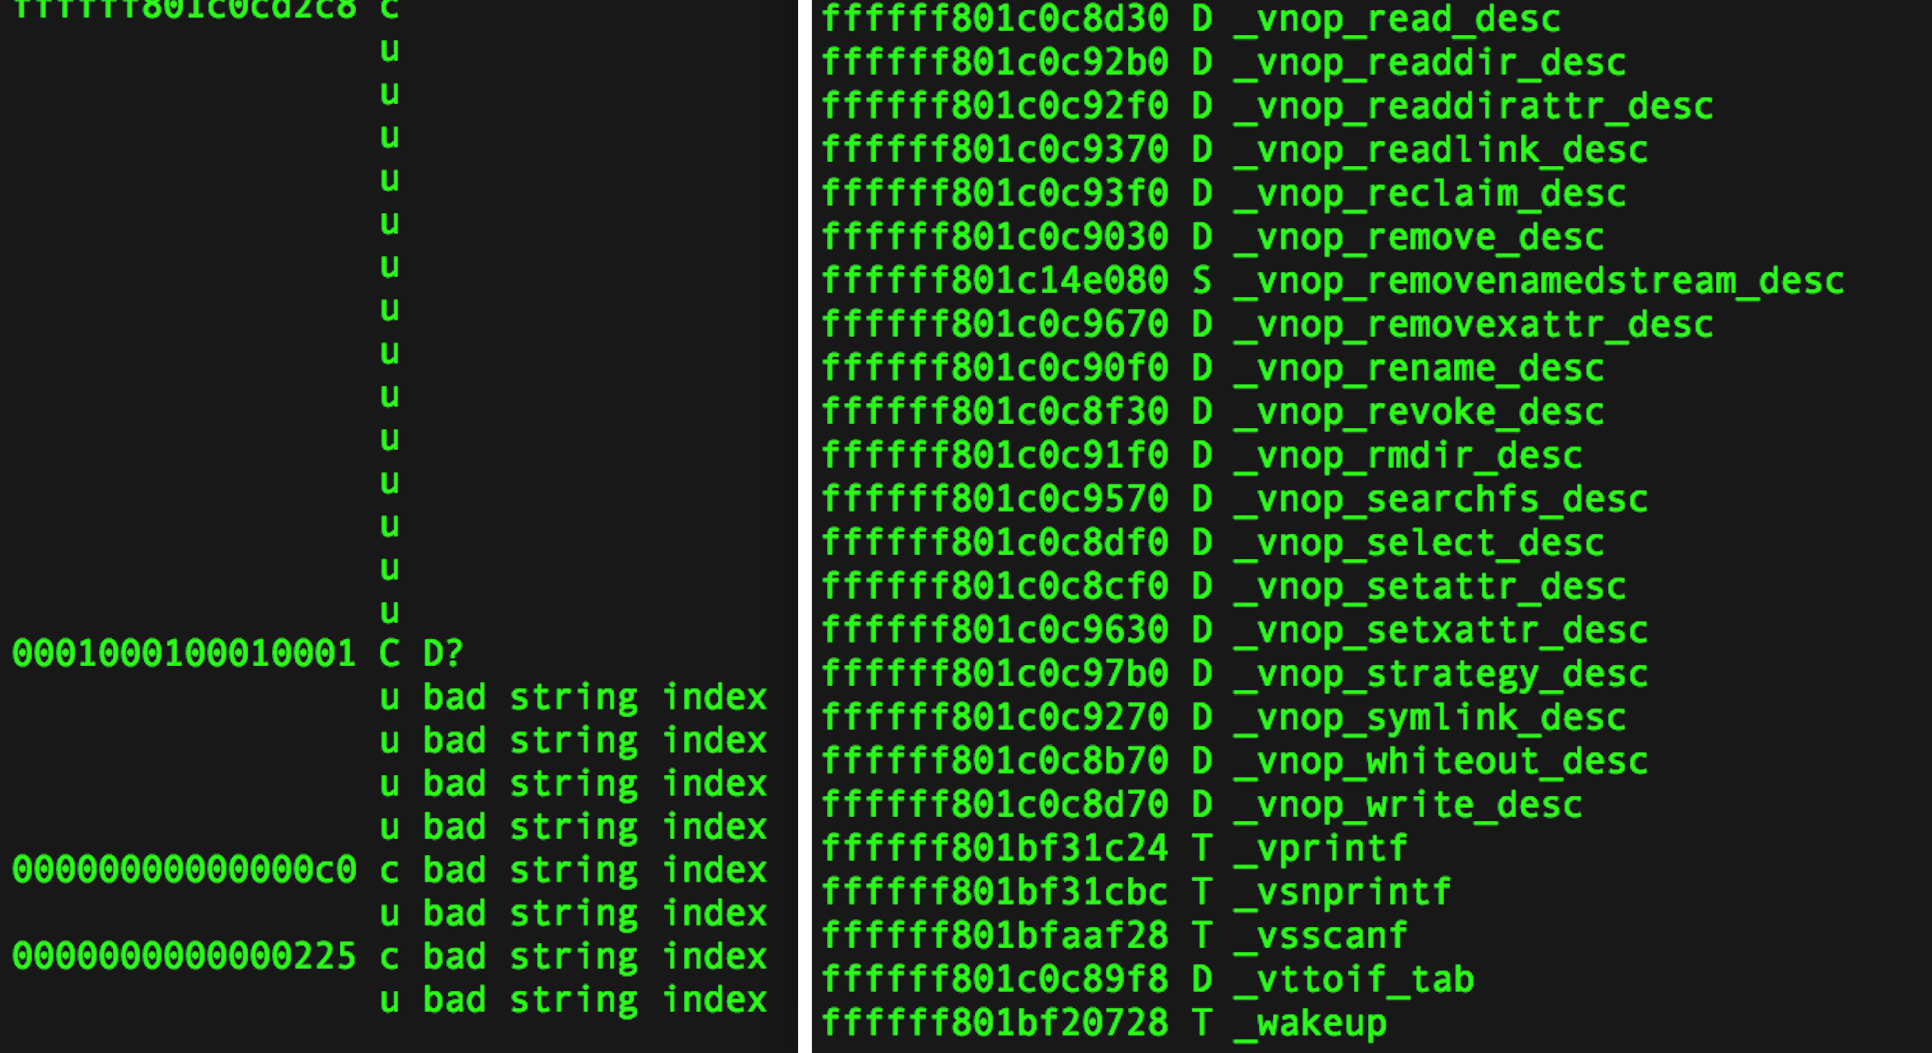 ffffff801c0cd2c8 c
u
u
u
u
u
u
u
u
u
u
u
u
u
u
0001000100010001 C D?
u bad string index
u bad string index
u bad string index
u bad string index
00000000000000c0 c bad string index
u bad string index
0000000000000225 c bad string index
u bad string index
ffffff801c0c8d30 D _vnop_read_desc
ffffff801c0c92b0 D _vnop_readdir_desc
ffffff801c0c92f0 D _vnop_readdirattr_desc
ffffff801c0c9370 D _vnop_readlink_desc
ffffff801c0c93f0 D _vnop_reclaim_desc
ffffff801c0c9030 D _vnop_remove_desc
ffffff801c14e080 S _vnop_removenamedstream_desc
ffffff801c0c9670 D _vnop_removexattr_desc
ffffff801c0c90f0 D _vnop_rename_desc
ffffff801c0c8f30 D _vnop_revoke_desc
ffffff801c0c91f0 D _vnop_rmdir_desc
ffffff801c0c9570 D _vnop_searchfs_desc
ffffff801c0c8df0 D _vnop_select_desc
ffffff801c0c8cf0 D _vnop_setattr_desc
ffffff801c0c9630 D _vnop_setxattr_desc
ffffff801c0c97b0 D _vnop_strategy_desc
ffffff801c0c9270 D _vnop_symlink_desc
ffffff801c0c8b70 D _vnop_whiteout_desc
ffffff801c0c8d70 D _vnop_write_desc
ffffff801bf31c24 T _vprintf
ffffff801bf31cbc T _vsnprintf
ffffff801bfaaf28 T _vsscanf
ffffff801c0c89f8 D _vttoif_tab
ffffff801bf20728 T _wakeup